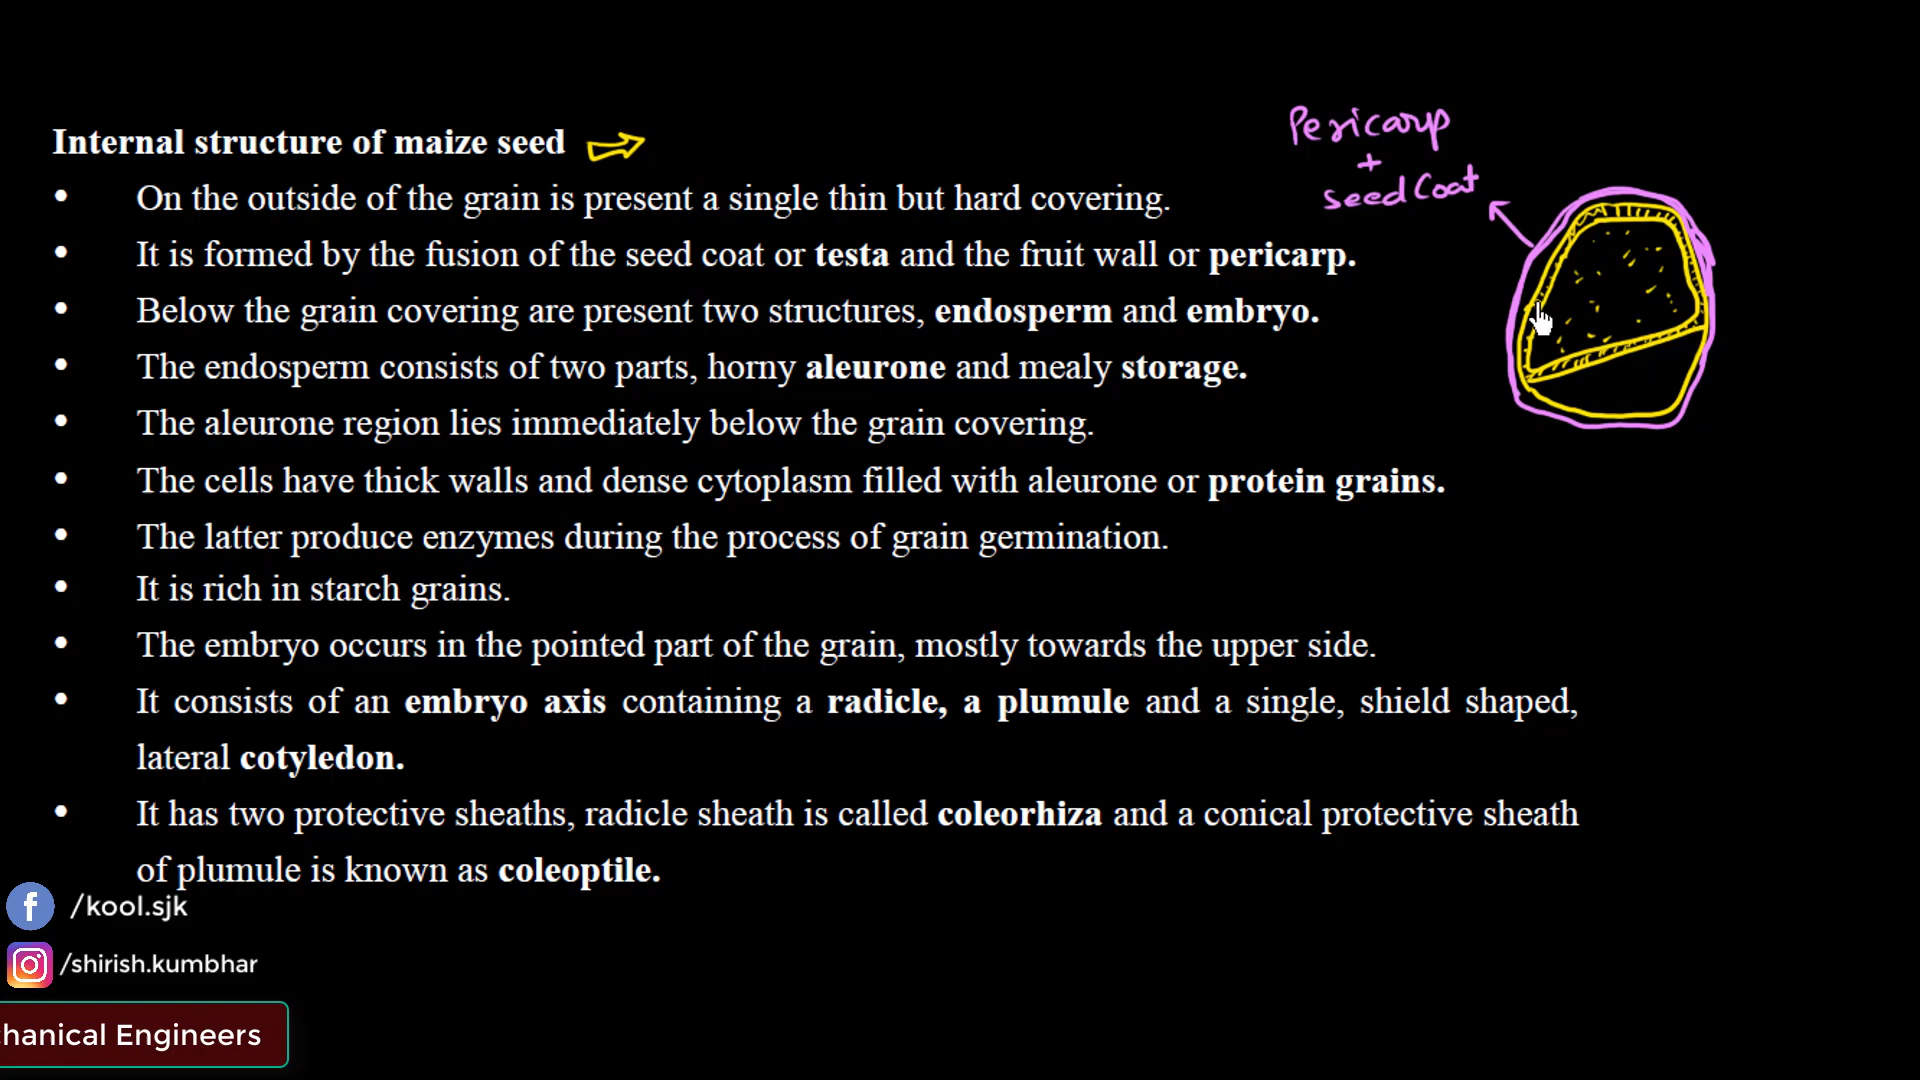 Pericarp
+
Seed Coat
Internal structure of maize seed
• On the outside of the grain is present a single thin but hard covering.
• It is formed by the fusion of the seed coat or testa and the fruit wall or pericarp.
• Below the grain covering are present two structures, endosperm and embryo.
• The endosperm consists of two parts, horny aleurone and mealy storage.
• The aleurone region lies immediately below the grain covering.
• The cells have thick walls and dense cytoplasm filled with aleurone or protein grains.
• The latter produce enzymes during the process of grain germination.
• It is rich in starch grains.
• The embryo occurs in the pointed part of the grain, mostly towards the upper side.
• It consists of an embryo axis containing a radicle, a plumule and a single, shield shaped,
lateral cotyledon.
• It has two protective sheaths, radicle sheath is called coleorhiza and a conical protective sheath
of plumule is known as coleoptile.
/kool.sjk
/shirish.kumbhar
chanical Engineers